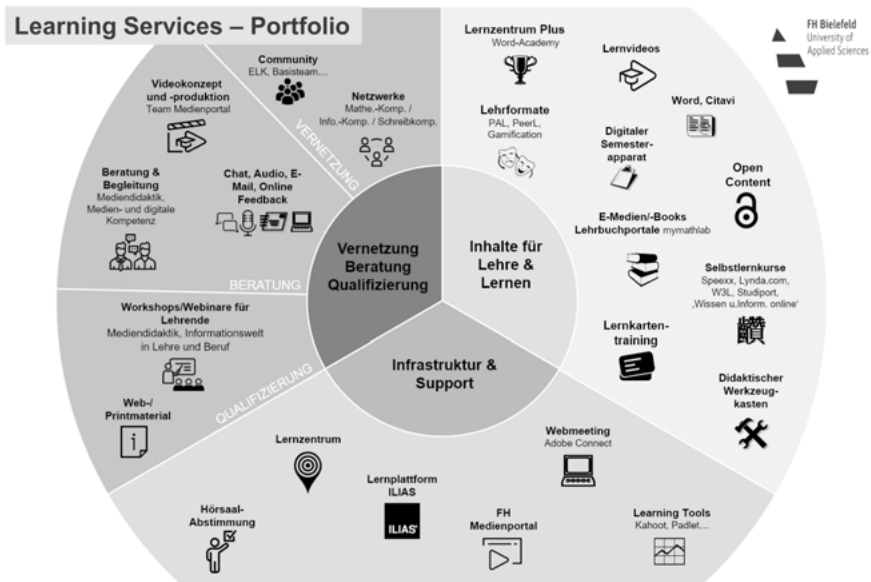 Learning Services – Portfolio
FH Bielefeld
University of
Applied Sciences
Community
ELK, Basisteam…
Netzwerke
Mathe.-Komp. /
Info.-Komp. / Schreibkomp.
VERNETZUNG
Videokonzept
und -produktion
Team Medienportal
Beratung &
Begleitung
Mediendidaktik,
Medien- und digitale
Kompetenz
Chat, Audio, E-
Mail, Online
Feedback
BERATUNG
Workshops/Webinare für
Lehrende
Mediendidaktik, Informationswelt
in Lehre und Beruf
Web-/
Printmaterial
QUALIFIZIERUNG
Vernetzung
Beratung
Qualifizierung
Inhalte für
Lehre &
Lernen
Infrastruktur &
Support
Lernzentrum Plus
Word-Academy
Lehrformate
PAL, PeerL,
Gamification
Lernvideos
Word, Citavi
Digitaler
Semester-
apparat
Open
Content
E-Medien/-Books
Lehrbuchportale mymathlab
Selbstlernkurse
Speexx, Lynda.com,
W3L, Studiport,
‚Wissen u.Inform. online'
Lernkarten-
training
Didaktischer
Werkzeug-
kasten
Lernzentrum
Hörsaal-
Abstimmung
Lernplattform
ILIAS
ILIAS
FH
Medienportal
Webmeeting
Adobe Connect
Learning Tools
Kahoot, Padlet…